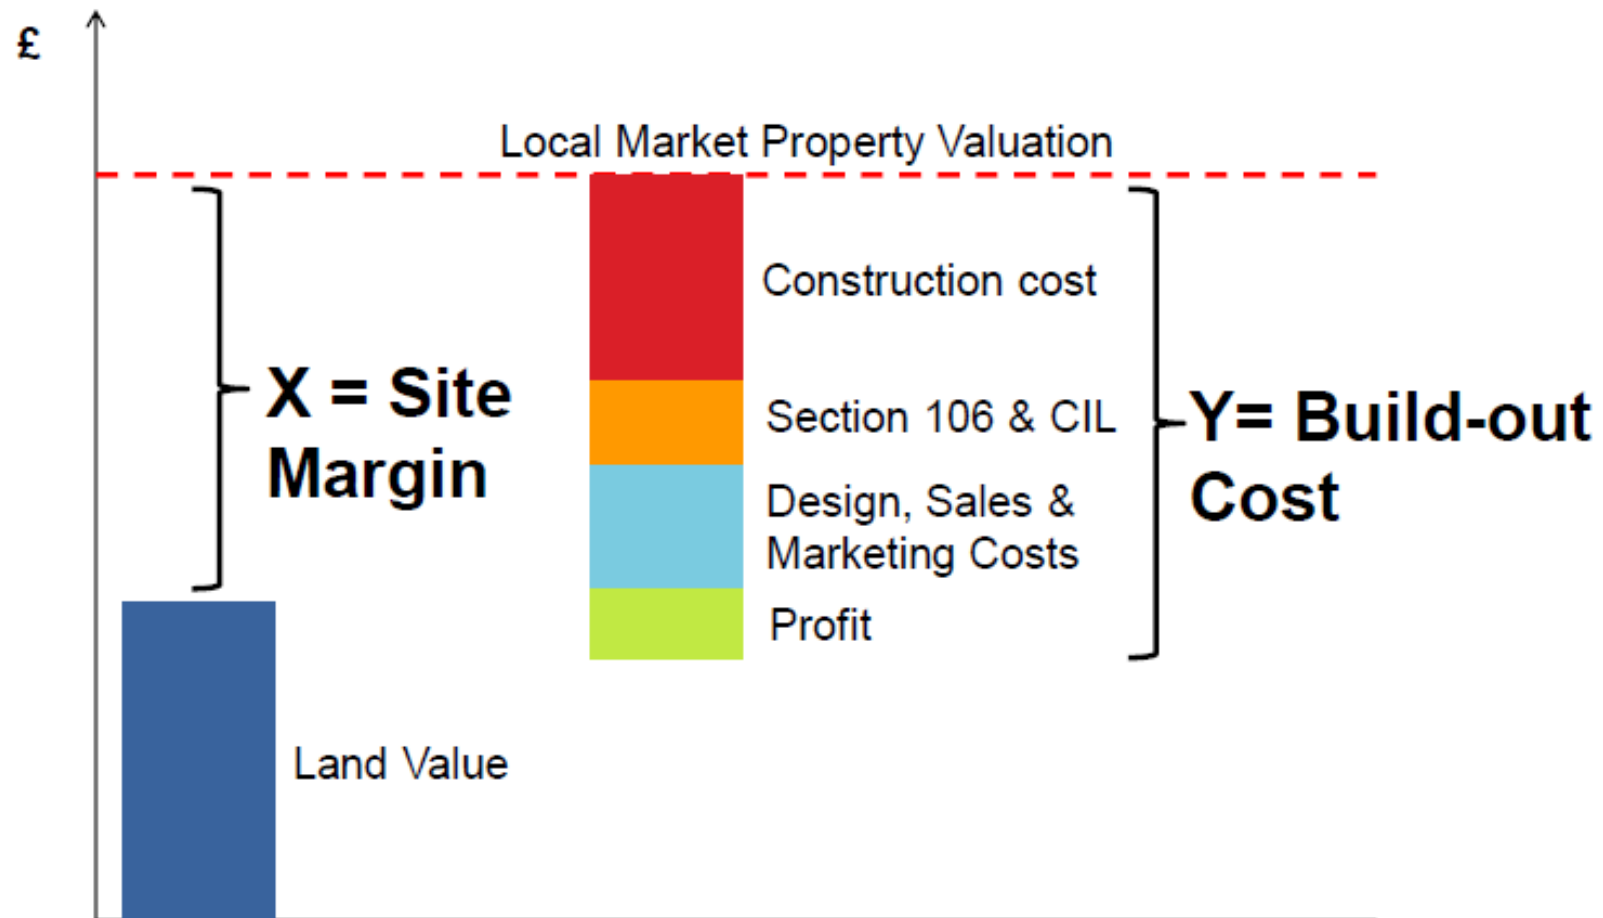 £
Local Market Property Valuation
Construction cost
X = Site
Margin
Section 106 & CIL
Y= Build-out
Cost
Design, Sales &
Marketing Costs
Profit
Land Value